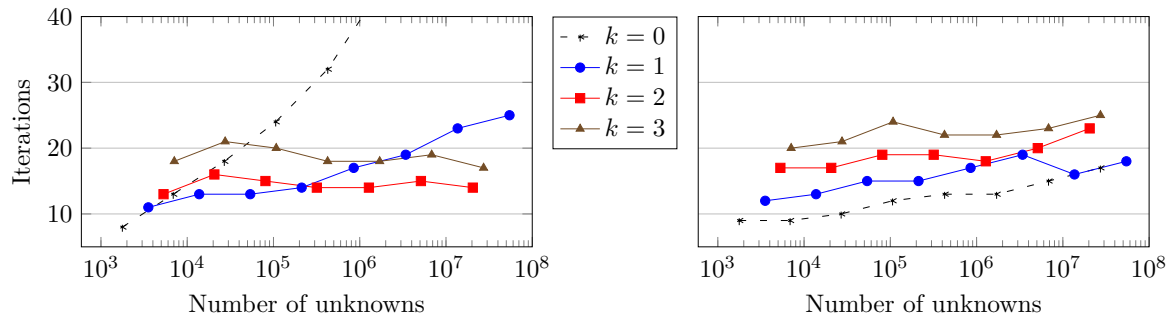 40
30
20
10
Iterations
10^3 10^4 10^5 10^6 10^7 10^8
Number of unknowns
k = 0
k = 1
k = 2
k = 3
10^3 10^4 10^5 10^6 10^7 10^8
Number of unknowns